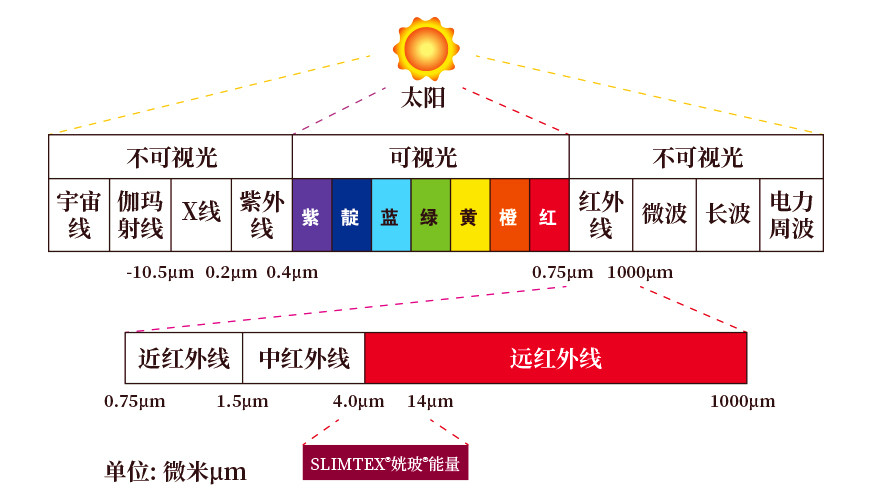 太阳
不可视光 可视光 不可视光
宇宙线 伽玛射线 X线 紫外线 紫 靛 蓝 绿 黄 橙 红 红外线 微波 长波 电力周波
-10.5μm 0.2μm 0.4μm 0.75μm 1000μm
近红外线 中红外线 远红外线
0.75μm 1.5μm 4.0μm 14μm 1000μm
SLIMTEX®姯玻®能量
单位: 微米μm